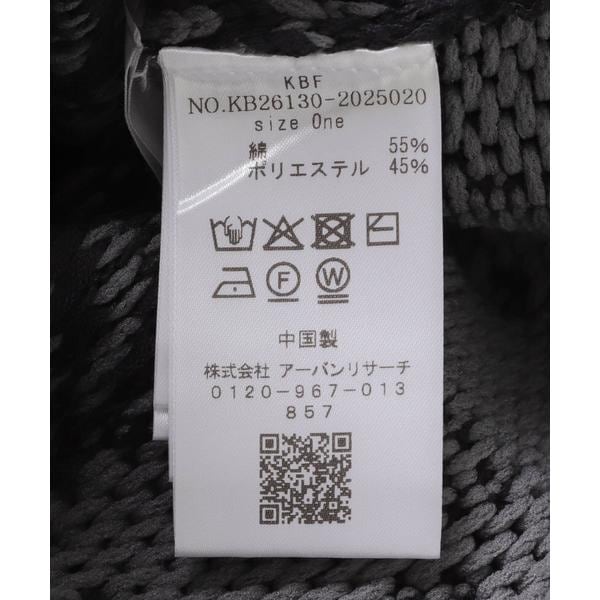 KBF
NO.KB26130-2025020
size One
綿 55%
ポリエステル 45%
F W
中国製
株式会社 アーバンリサーチ
0120-967-013
857